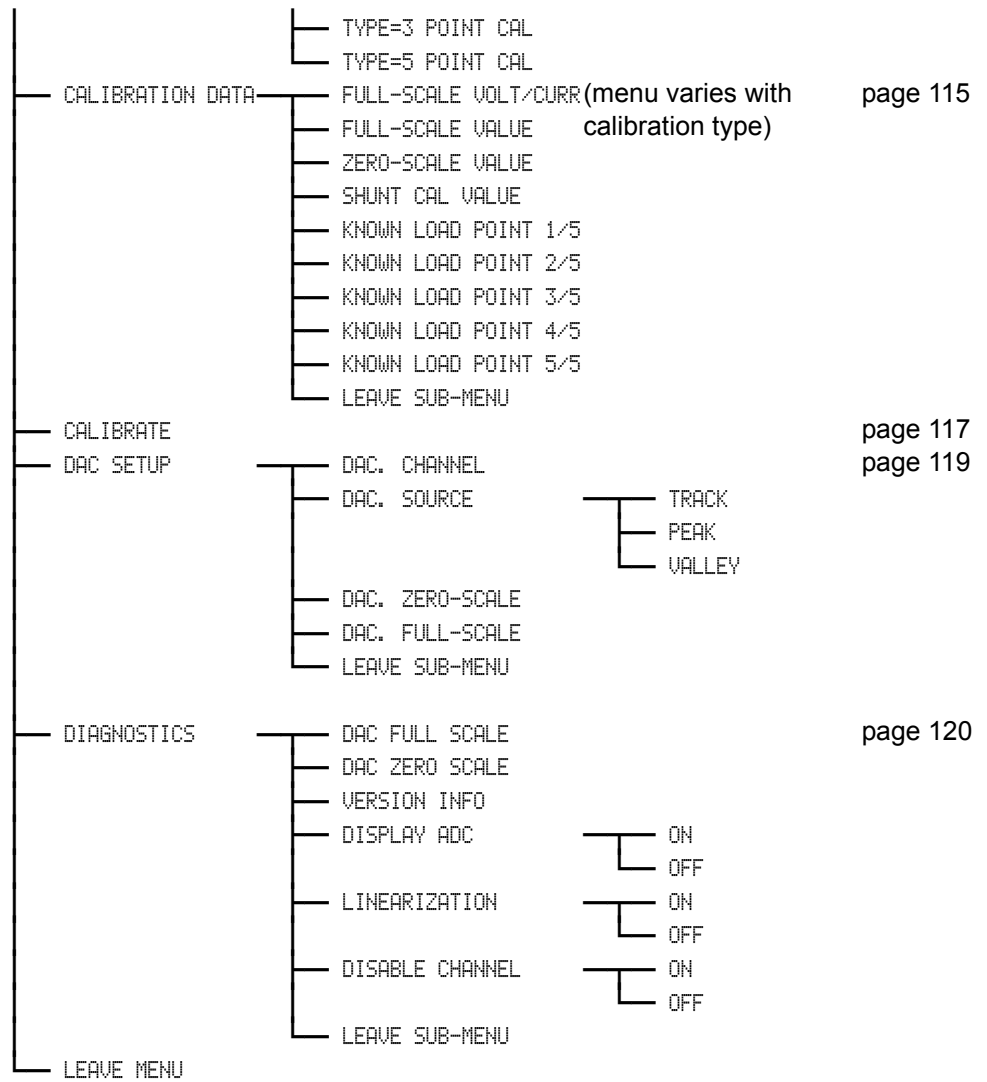 TYPE=3 POINT CAL
TYPE=5 POINT CAL
CALIBRATION DATA FULL-SCALE VOLT/CURR (menu varies with page 115
FULL-SCALE VALUE calibration type)
ZERO-SCALE VALUE
SHUNT CAL VALUE
KNOWN LOAD POINT 1/5
KNOWN LOAD POINT 2/5
KNOWN LOAD POINT 3/5
KNOWN LOAD POINT 4/5
KNOWN LOAD POINT 5/5
LEAVE SUB-MENU
CALIBRATE page 117
DAC SETUP DAC. CHANNEL page 119
DAC. SOURCE TRACK
PEAK
VALLEY
DAC. ZERO-SCALE
DAC. FULL-SCALE
LEAVE SUB-MENU
DIAGNOSTICS DAC FULL SCALE page 120
DAC ZERO SCALE
VERSION INFO
DISPLAY ADC ON
OFF
LINEARIZATION ON
OFF
DISABLE CHANNEL ON
OFF
LEAVE SUB-MENU
LEAVE MENU